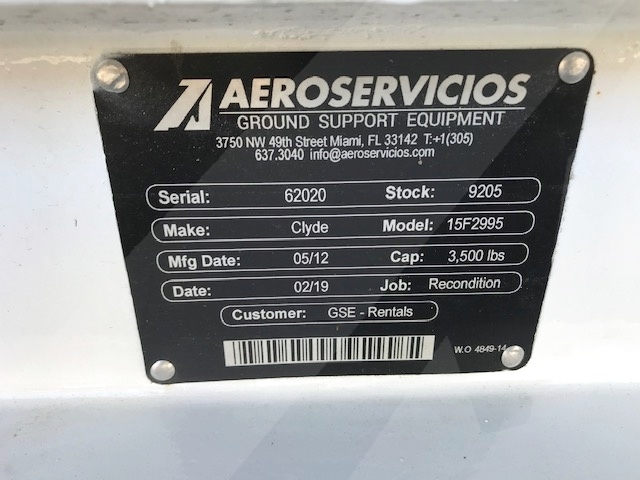 AEROSERVICIOS
GROUND SUPPORT EQUIPMENT
3750 NW 49th Street Miami, FL 33142 T:+1(305)
637.3040 info@aeroservicios.com
Serial: 62020 Stock: 9205
Make: Clyde Model: 15F2995
Mfg Date: 05/12 Cap: 3,500 lbs
Date: 02/19 Job: Recondition
Customer: GSE - Rentals
W.O 4849-14